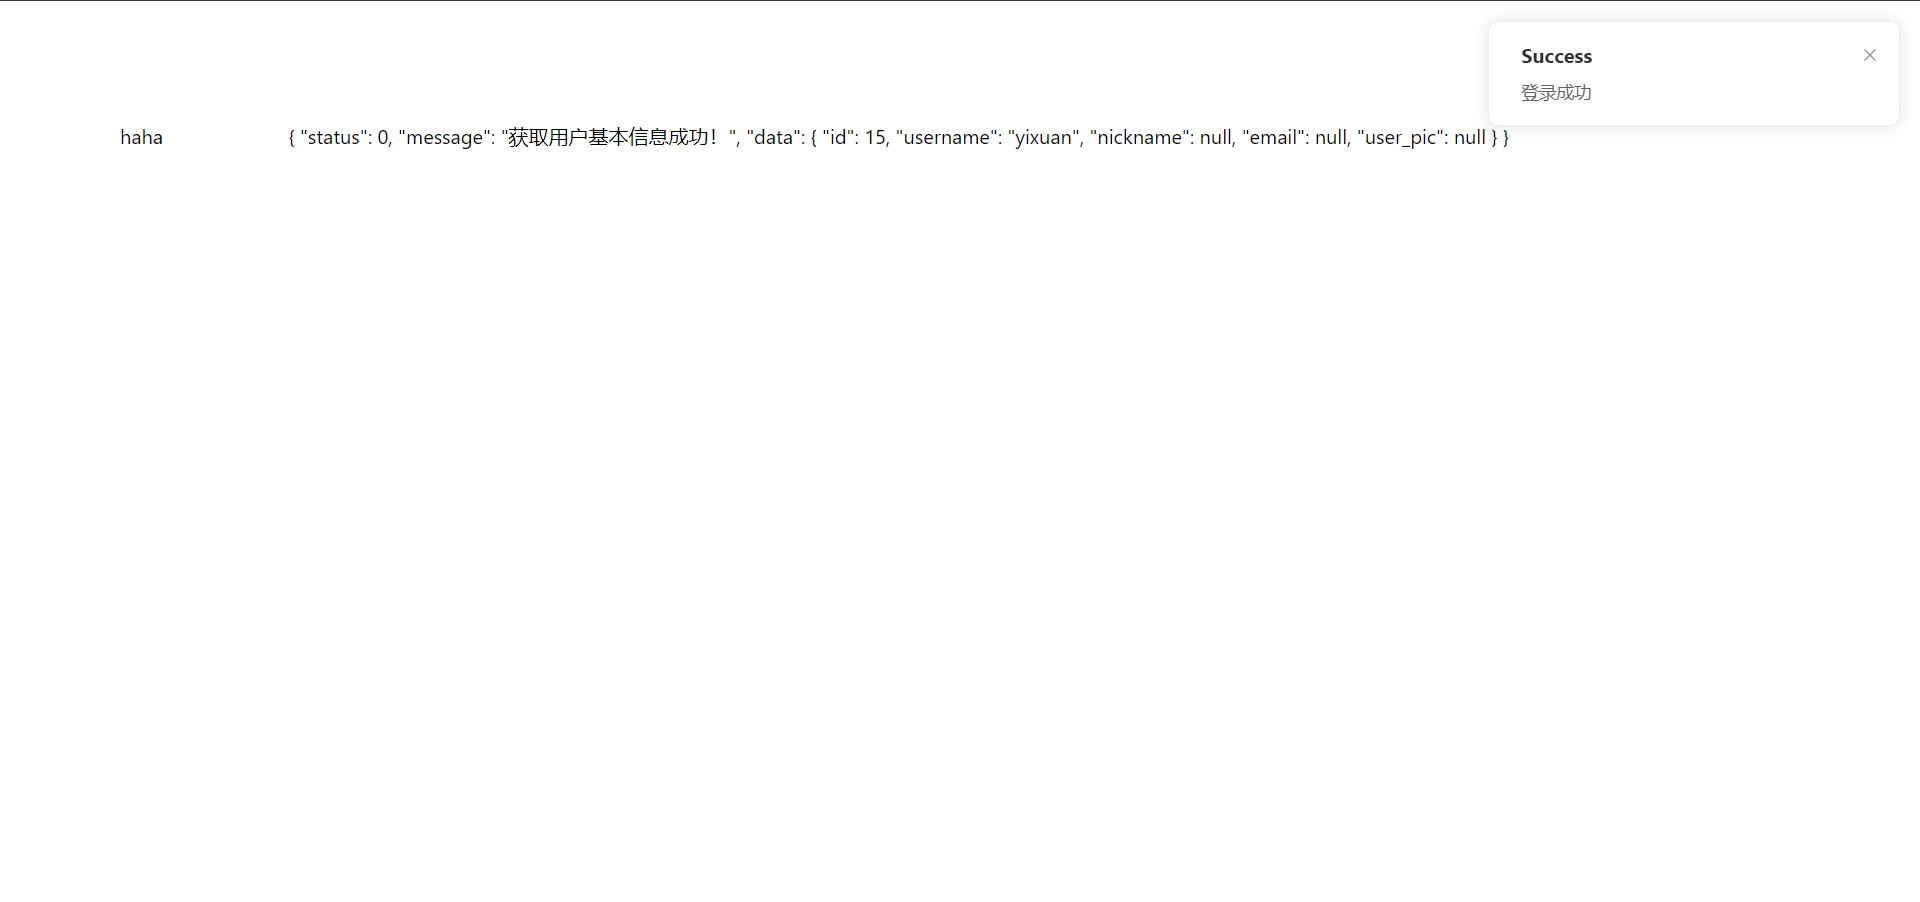 Success
登录成功
haha
{ "status": 0, "message": "获取用户基本信息成功！", "data": { "id": 15, "username": "yixuan", "nickname": null, "email": null, "user_pic": null } }